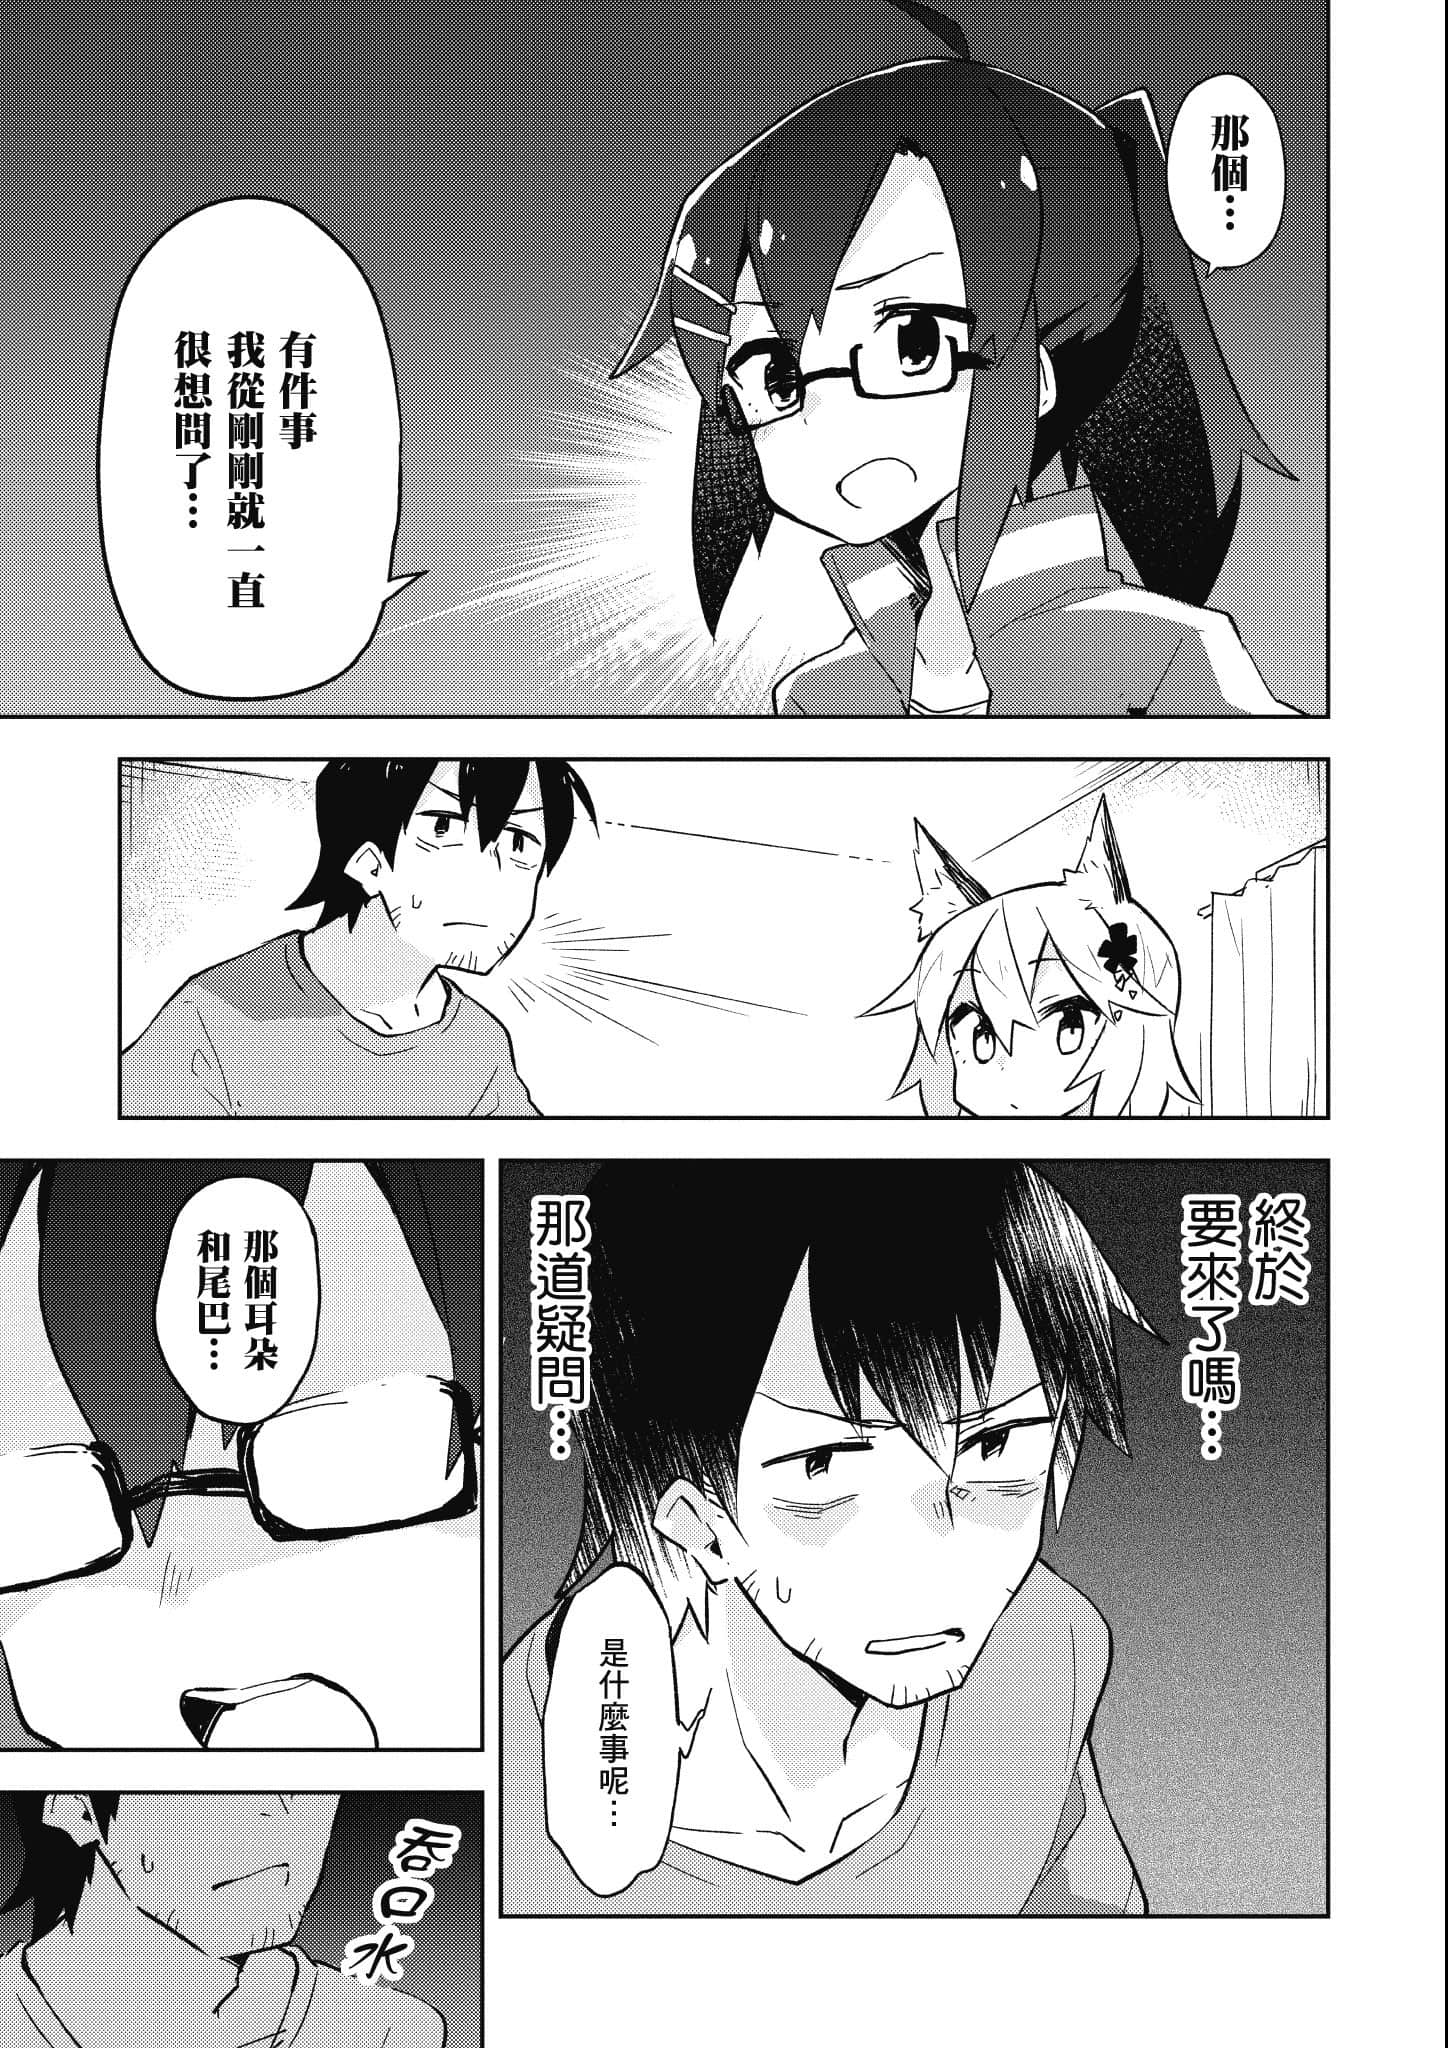 那個…
有件事
我從剛剛就一直
很想問了…
終於
要來了嗎…
那道疑問…
是什麼事呢…
那個耳朵
和尾巴…
吞口水